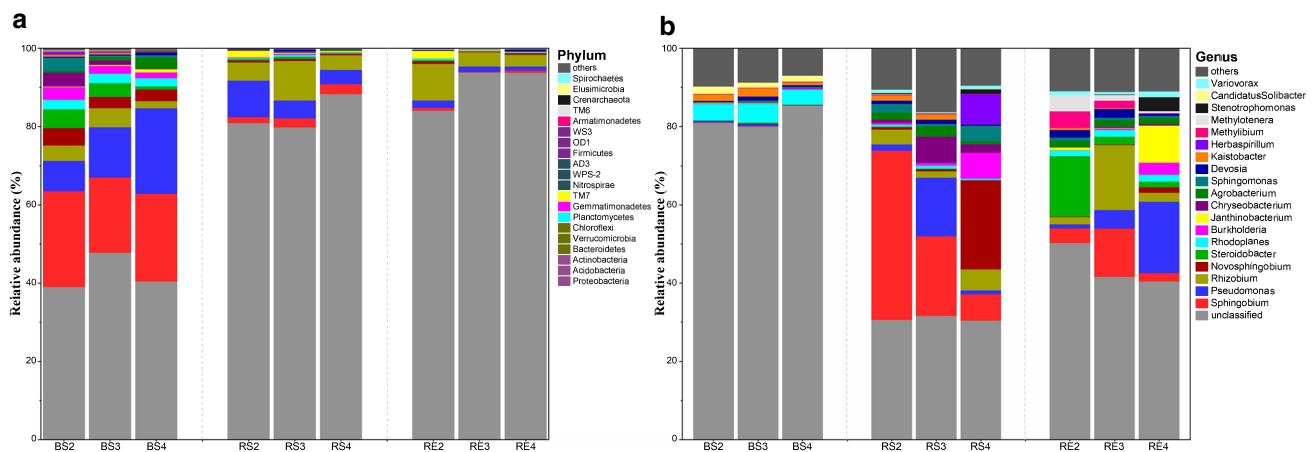 a
Relative abundance (%)
100
80
60
40
20
0
BS2 BS3 BS4 RS2 RS3 RS4 RE2 RE3 RE4
Phylum
others
Spirochaetes
Elusimicrobia
Crenarchaeota
TM6
Armatimonadetes
WS3
OD1
Firmicutes
AD3
WPS-2
Nitrospirae
TM7
Gemmatimonadetes
Planctomycetes
Chloroflexi
Verrucomicrobia
Bacteroidetes
Actinobacteria
Acidobacteria
Proteobacteria
b
Relative abundance (%)
100
80
60
40
20
0
BS2 BS3 BS4 RS2 RS3 RS4 RE2 RE3 RE4
Genus
others
Variovorax
CandidatusSolibacter
Stenotrophomonas
Methylotenera
Methylibium
Herbaspirillum
Kaistobacter
Devosia
Sphingomonas
Agrobacterium
Chryseobacterium
Janthinobacterium
Burkholderia
Rhodoplanes
Steroidobacter
Novosphingobium
Rhizobium
Pseudomonas
Sphingobium
unclassified